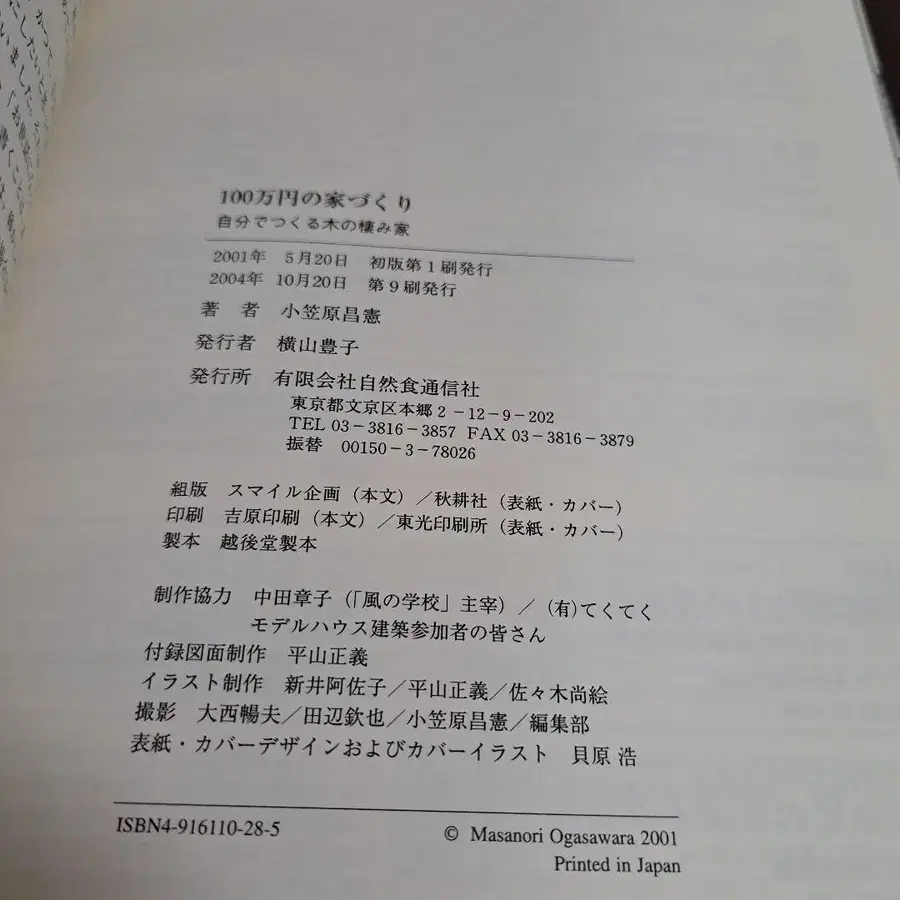 100万円の家づくり
自分でつくる木の棲み家
2001年 5月20日 初版第1刷発行
2004年 10月20日 第9刷発行
著 者 小笠原昌憲
発行者 横山豊子
発行所 有限会社自然食通信社
東京都文京区本郷2-12-9-202
TEL 03-3816-3857 FAX 03-3816-3879
振替 00150-3-78026
組版 スマイル企画(本文)/秋耕社(表紙・カバー)
印刷 吉原印刷(本文)/東光印刷所(表紙・カバー)
製本 越後堂製本
制作協力 中田章子(「風の学校」主宰)/(有)てくてく
モデルハウス建築参加者の皆さん
付録図面制作 平山正義
イラスト制作 新井阿佐子/平山正義/佐々木尚絵
撮影 大西暢夫/田辺欽也/小笠原昌憲/編集部
表紙・カバーデザインおよびカバーイラスト 貝原 浩
ISBN4-916110-28-5
© Masanori Ogasawara 2001
Printed in Japan